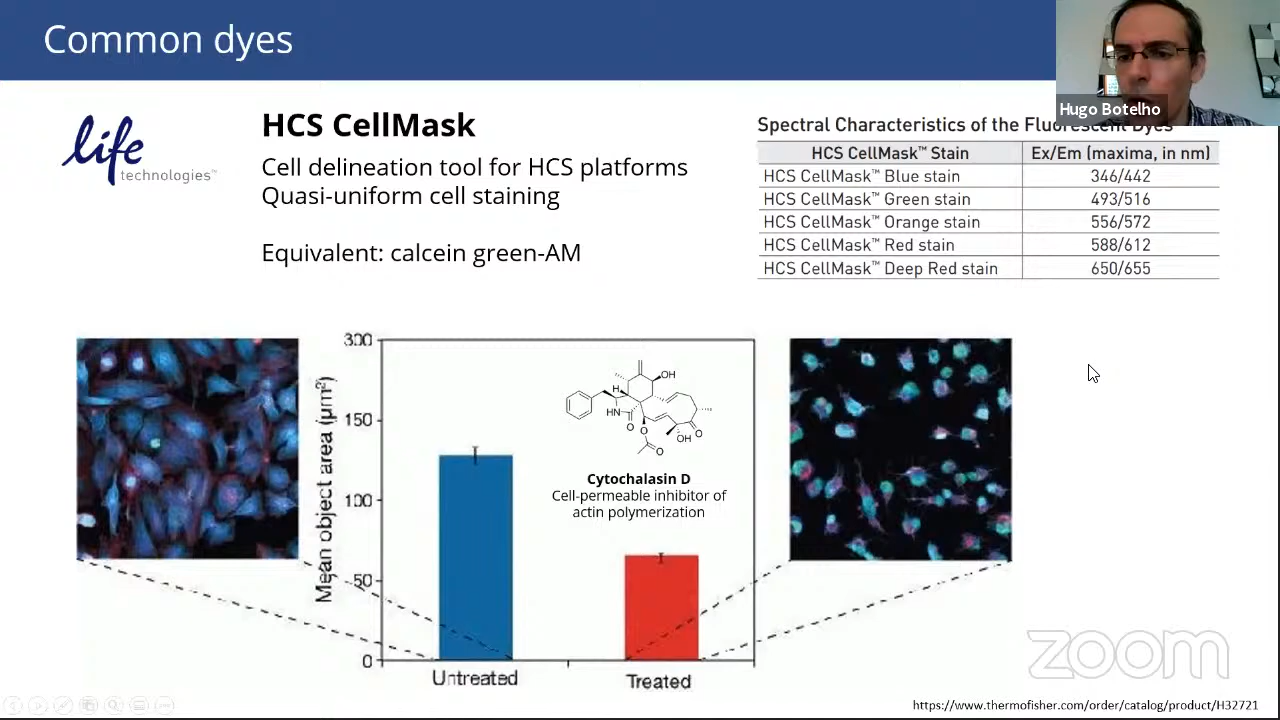 Common dyes
Hugo Botelho
life
technologies™
HCS CellMask
Cell delineation tool for HCS platforms
Quasi-uniform cell staining
Equivalent: calcein green-AM
Spectral Characteristics of the Fluorescent Dyes
HCS CellMask™ Stain Ex/Em (maxima, in nm)
HCS CellMask™ Blue stain 346/442
HCS CellMask™ Green stain 493/516
HCS CellMask™ Orange stain 556/572
HCS CellMask™ Red stain 588/612
HCS CellMask™ Deep Red stain 650/655
Mean object area (µm²)
300
150
100
50
0
OH
H
HN
O
O
O
OH
O
Cytochalasin D
Cell-permeable inhibitor of
actin polymerization
Untreated
Treated
zoom
https://www.thermofisher.com/order/catalog/product/H32721